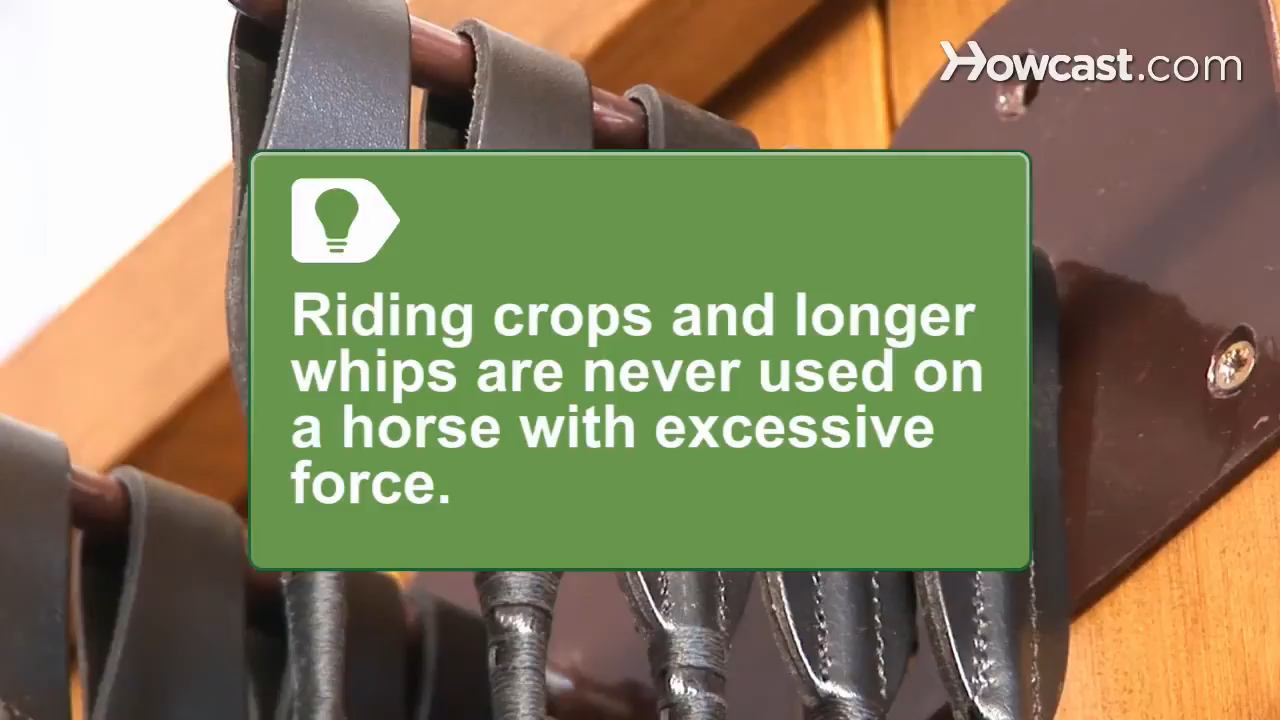 Howcast.com
Riding crops and longer
whips are never used on
a horse with excessive
force.